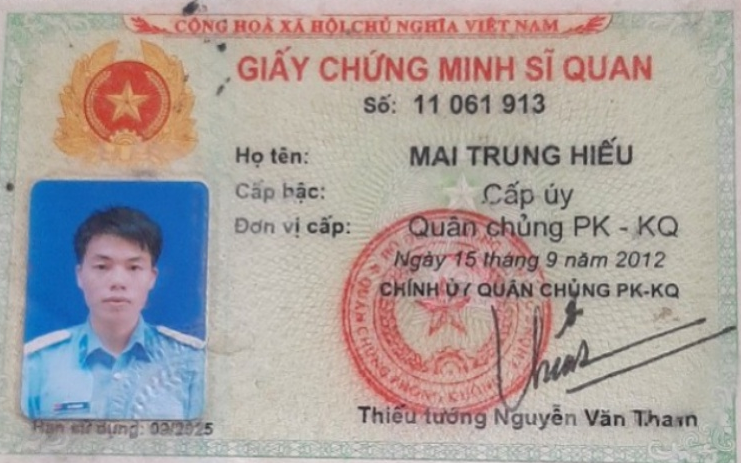 CỘNG HOÀ XÃ HỘI CHỦ NGHĨA VIỆT NAM
GIẤY CHỨNG MINH SĨ QUAN
Số: 11 061 913
Họ tên: MAI TRUNG HIẾU
Cấp bậc: Cấp úy
Đơn vị cấp: Quân chủng PK - KQ
Ngày 15 tháng 9 năm 2012
CHÍNH ỦY QUÂN CHỦNG PK-KQ
Thiếu tướng Nguyễn Văn Thanh
Hạn sử dụng: 09/2025